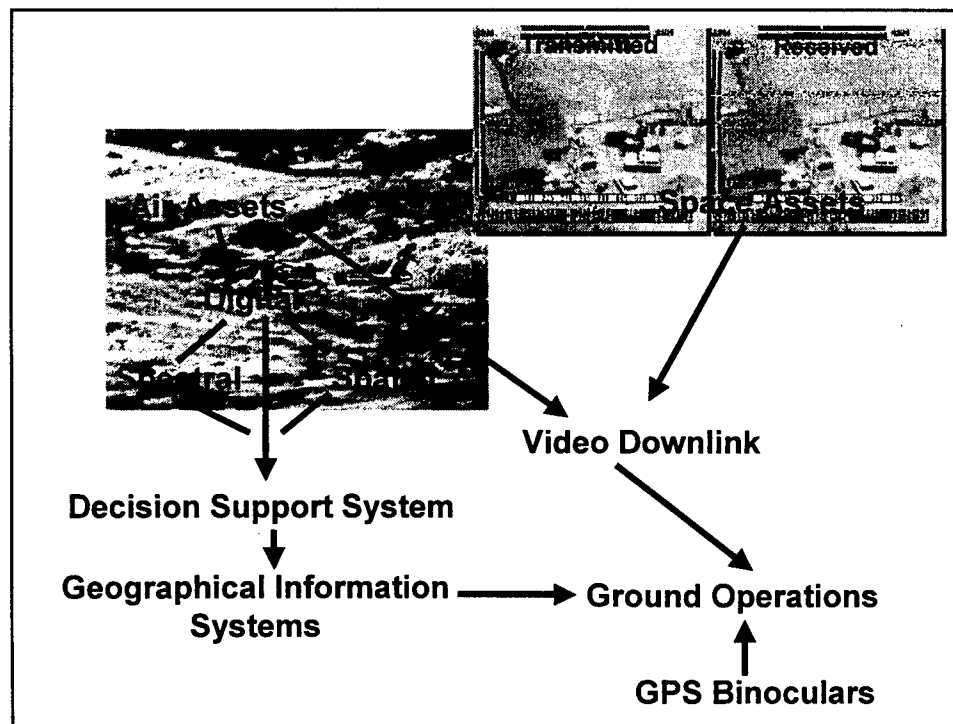 Transmitted
Received
Air Assets
Space Assets
Digital
Spectral
Spatial
Video Downlink
Decision Support System
Geographical Information
Systems
Ground Operations
GPS Binoculars